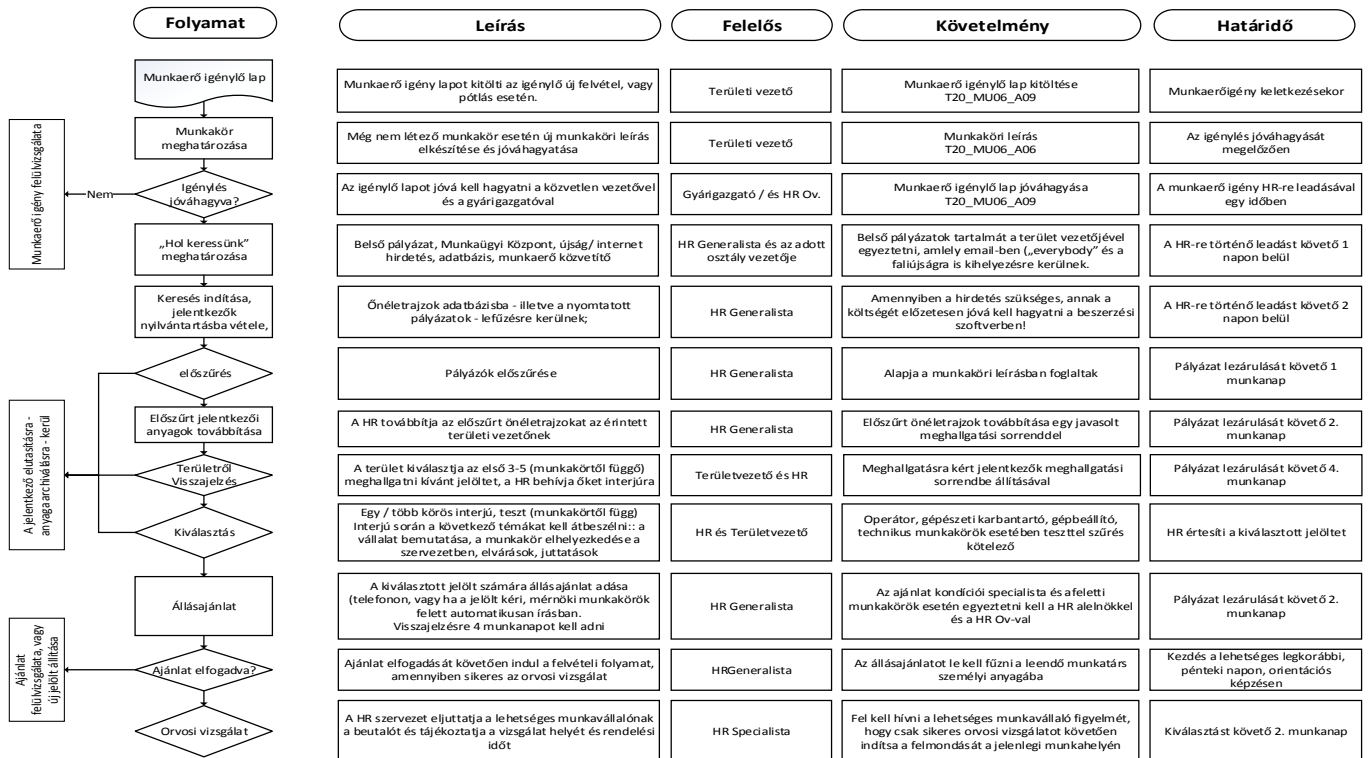 Folyamat
Leírás
Felelős
Követelmény
Határidő
Munkaerő igénylő lap
Munkaerő igény lapot kitölti az igénylő új felvétel, vagy
pótlás esetén.
Területi vezető
Munkaerő igénylő lap kitöltése
T20_MU06_A09
Munkaerőigény keletkezésekor
Munkakör
meghatározása
Még nem létező munkakör esetén új munkaköri leírás
elkészítése és jóváhagyatása
Területi vezető
Munkaköri leírás
T20_MU06_A06
Az igénylés jóváhagyását
megelőzően
Munkaerő igény felülvizsgálata
Nem
Igénylés
jóváhagyva?
Az igénylő lapot jóvá kell hagyatni a közvetlen vezetővel
és a gyárigazgatóval
Gyárigazgató / és HR Ov.
Munkaerő igénylő lap jóváhagyása
T20_MU06_A09
A munkaerő igény HR-re leadásával
egy időben
„Hol keressünk”
meghatározása
Belső pályázat, Munkaügyi Központ, újság/ internet
hirdetés, adatbázis, munkaerő közvetítő
HR Generalista és az adott
osztály vezetője
Belső pályázatok tartalmát a terület vezetőjével
egyeztetni, amely email-ben („everybody” és a
faliújságra is kihelyezésre kerülnek.
A HR-re történő leadást követő 1
napon belül
Keresés indítása,
jelentkezők
nyilvántartásba vétele,
Önéletrajzok adatbázisba - illetve a nyomtatott
pályázatok - lefűzésre kerülnek;
HR Generalista
Amennyiben a hirdetés szükséges, annak a
költségét előzetesen jóvá kell hagyatni a beszerzési
szoftverben!
A HR-re történő leadást követő 2
napon belül
előszűrés
Pályázók előszűrése
HR Generalista
Alapja a munkaköri leírásban foglaltak
Pályázat lezárulását követő 1
munkanap
A jelentkező elutasításra -
anyaga archiválásra - kerül
Előszűrt jelentkezői
anyagok továbbítása
A HR továbbítja az előszűrt önéletrajzokat az érintett
területi vezetőnek
HR Generalista
Előszűrt önéletrajzok továbbítása egy javasolt
meghallgatási sorrenddel
Pályázat lezárulását követő 2.
munkanap
Területről
Visszajelzés
A terület kiválasztja az első 3-5 (munkakörtől függő)
meghallgatni kívánt jelöltet, a HR behívja őket interjúra
Területvezető és HR
Meghallgatásra kért jelentkezők meghallgatási
sorrendbe állításával
Pályázat lezárulását követő 4.
munkanap
Kiválasztás
Egy / több körös interjú, teszt (munkakörtől függ)
Interjú során a következő témákat kell átbeszélni:: a
vállalat bemutatása, a munkakör elhelyezkedése a
szervezetben, elvárások, juttatások
HR és Területvezető
Operátor, gépészeti karbantartó, gépbeállító,
technikus munkakörök esetében teszttel szűrés
kötelező
HR értesíti a kiválasztott jelöltet
Állásajánlat
A kiválasztott jelölt számára állásajánlat adása
(telefonon, vagy ha a jelölt kéri, mérnöki munkakörök
felett automatikusan írásban.
Visszajelzésre 4 munkanapot kell adni
HR Generalista
Az ajánlat kondíciói specialista és afeletti
munkakörök esetén egyeztetni kell a HR alelnökkel
és a HR Ov-val
Pályázat lezárulását követő 2.
munkanap
Ajánlat
felülvizsgálata, vagy
új jelölt állítása
Ajánlat elfogadva?
Ajánlat elfogadását követően indul a felvételi folyamat,
amennyiben sikeres az orvosi vizsgálat
HRGeneralista
Az állásajánlatot le kell fűzni a leendő munkatárs
személyi anyagába
Kezdés a lehetséges legkorábbi,
pénteki napon, orientációs
képzésen
Orvosi vizsgálat
A HR szervezet eljuttatja a lehetséges munkavállalónak
a beutalót és tájékoztatja a vizsgálat helyét és rendelési
időt
HR Specialista
Fel kell hívni a lehetséges munkavállaló figyelmét,
hogy csak sikeres orvosi vizsgálatot követően
indítsa a felmondását a jelenlegi munkahelyén
Kiválasztást követő 2. munkanap